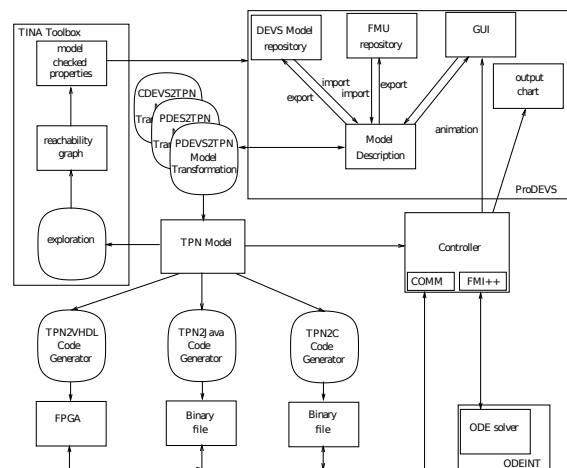 TINA Toolbox
model
checked
properties
reachability
graph
exploration
CDEVS2TPN
PDES2TPN
PDEVS2TPN
Model
Transformation
DEVS Model
repository
FMU
repository
GUI
output
chart
import
import
export
export
animation
Model
Description
ProDEVS
TPN Model
Controller
COMM
FMI++
TPN2VHDL
Code
Generator
TPN2Java
Code
Generator
TPN2C
Code
Generator
FPGA
Binary
file
Binary
file
ODE solver
ODEINT